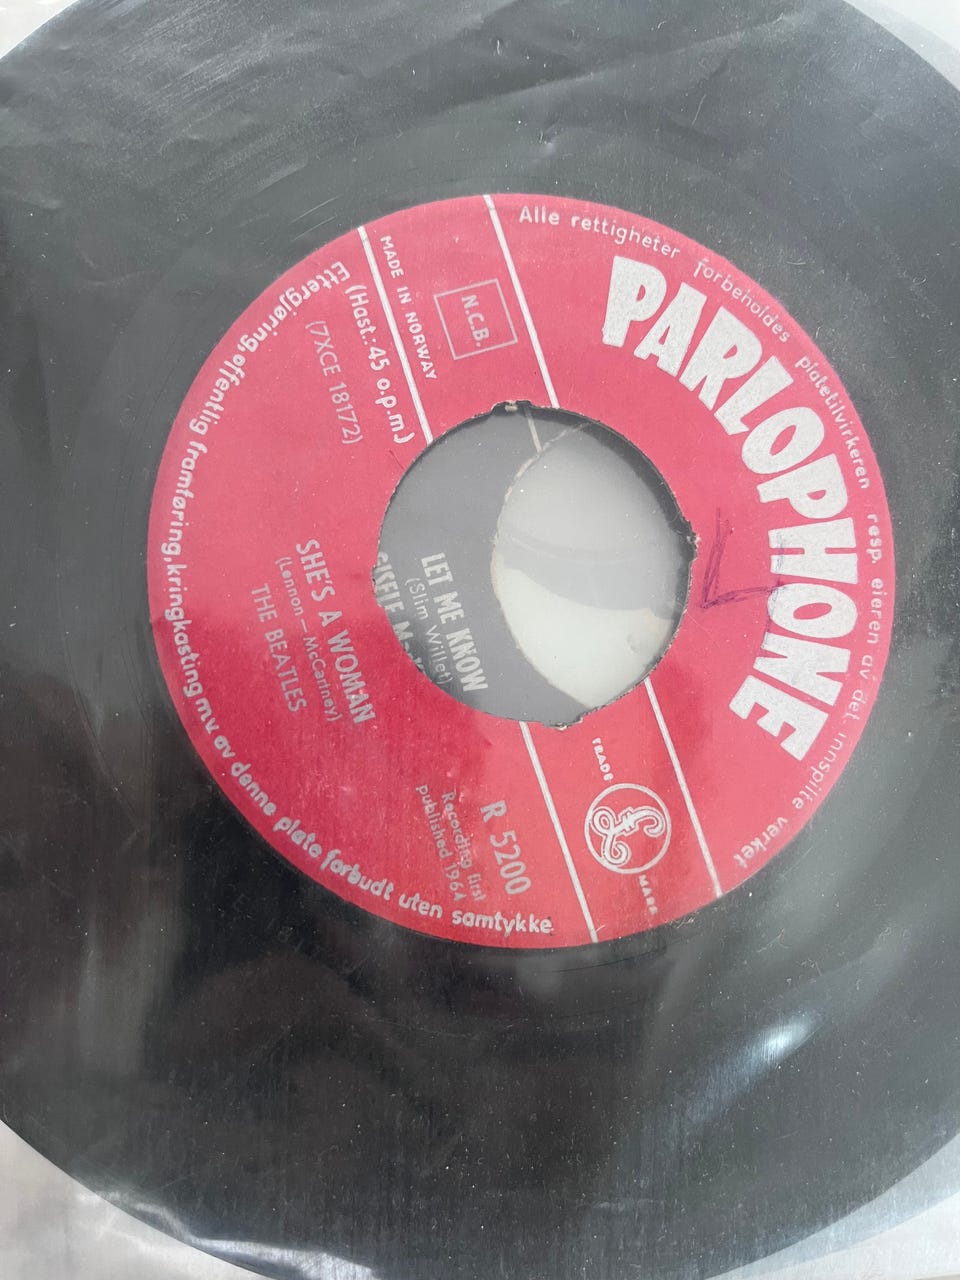 Alle rettigheter forbeholdes platetilvirkeren resp. eieren av det innspilte verket
PARLOPHONE
MADE IN NORWAY
N.C.B.
TRADE MARK
(Hast.: 45 o.p.m.)
(7XCE 18172)
R 5200
Recording first
published 1964
SHE'S A WOMAN
(Lennon — McCartney)
THE BEATLES
Ettergjøring, offentlig framføring, kringkasting m.v. av denne plate forbudt uten samtykke
LET ME KNOW
(Slim Willet)